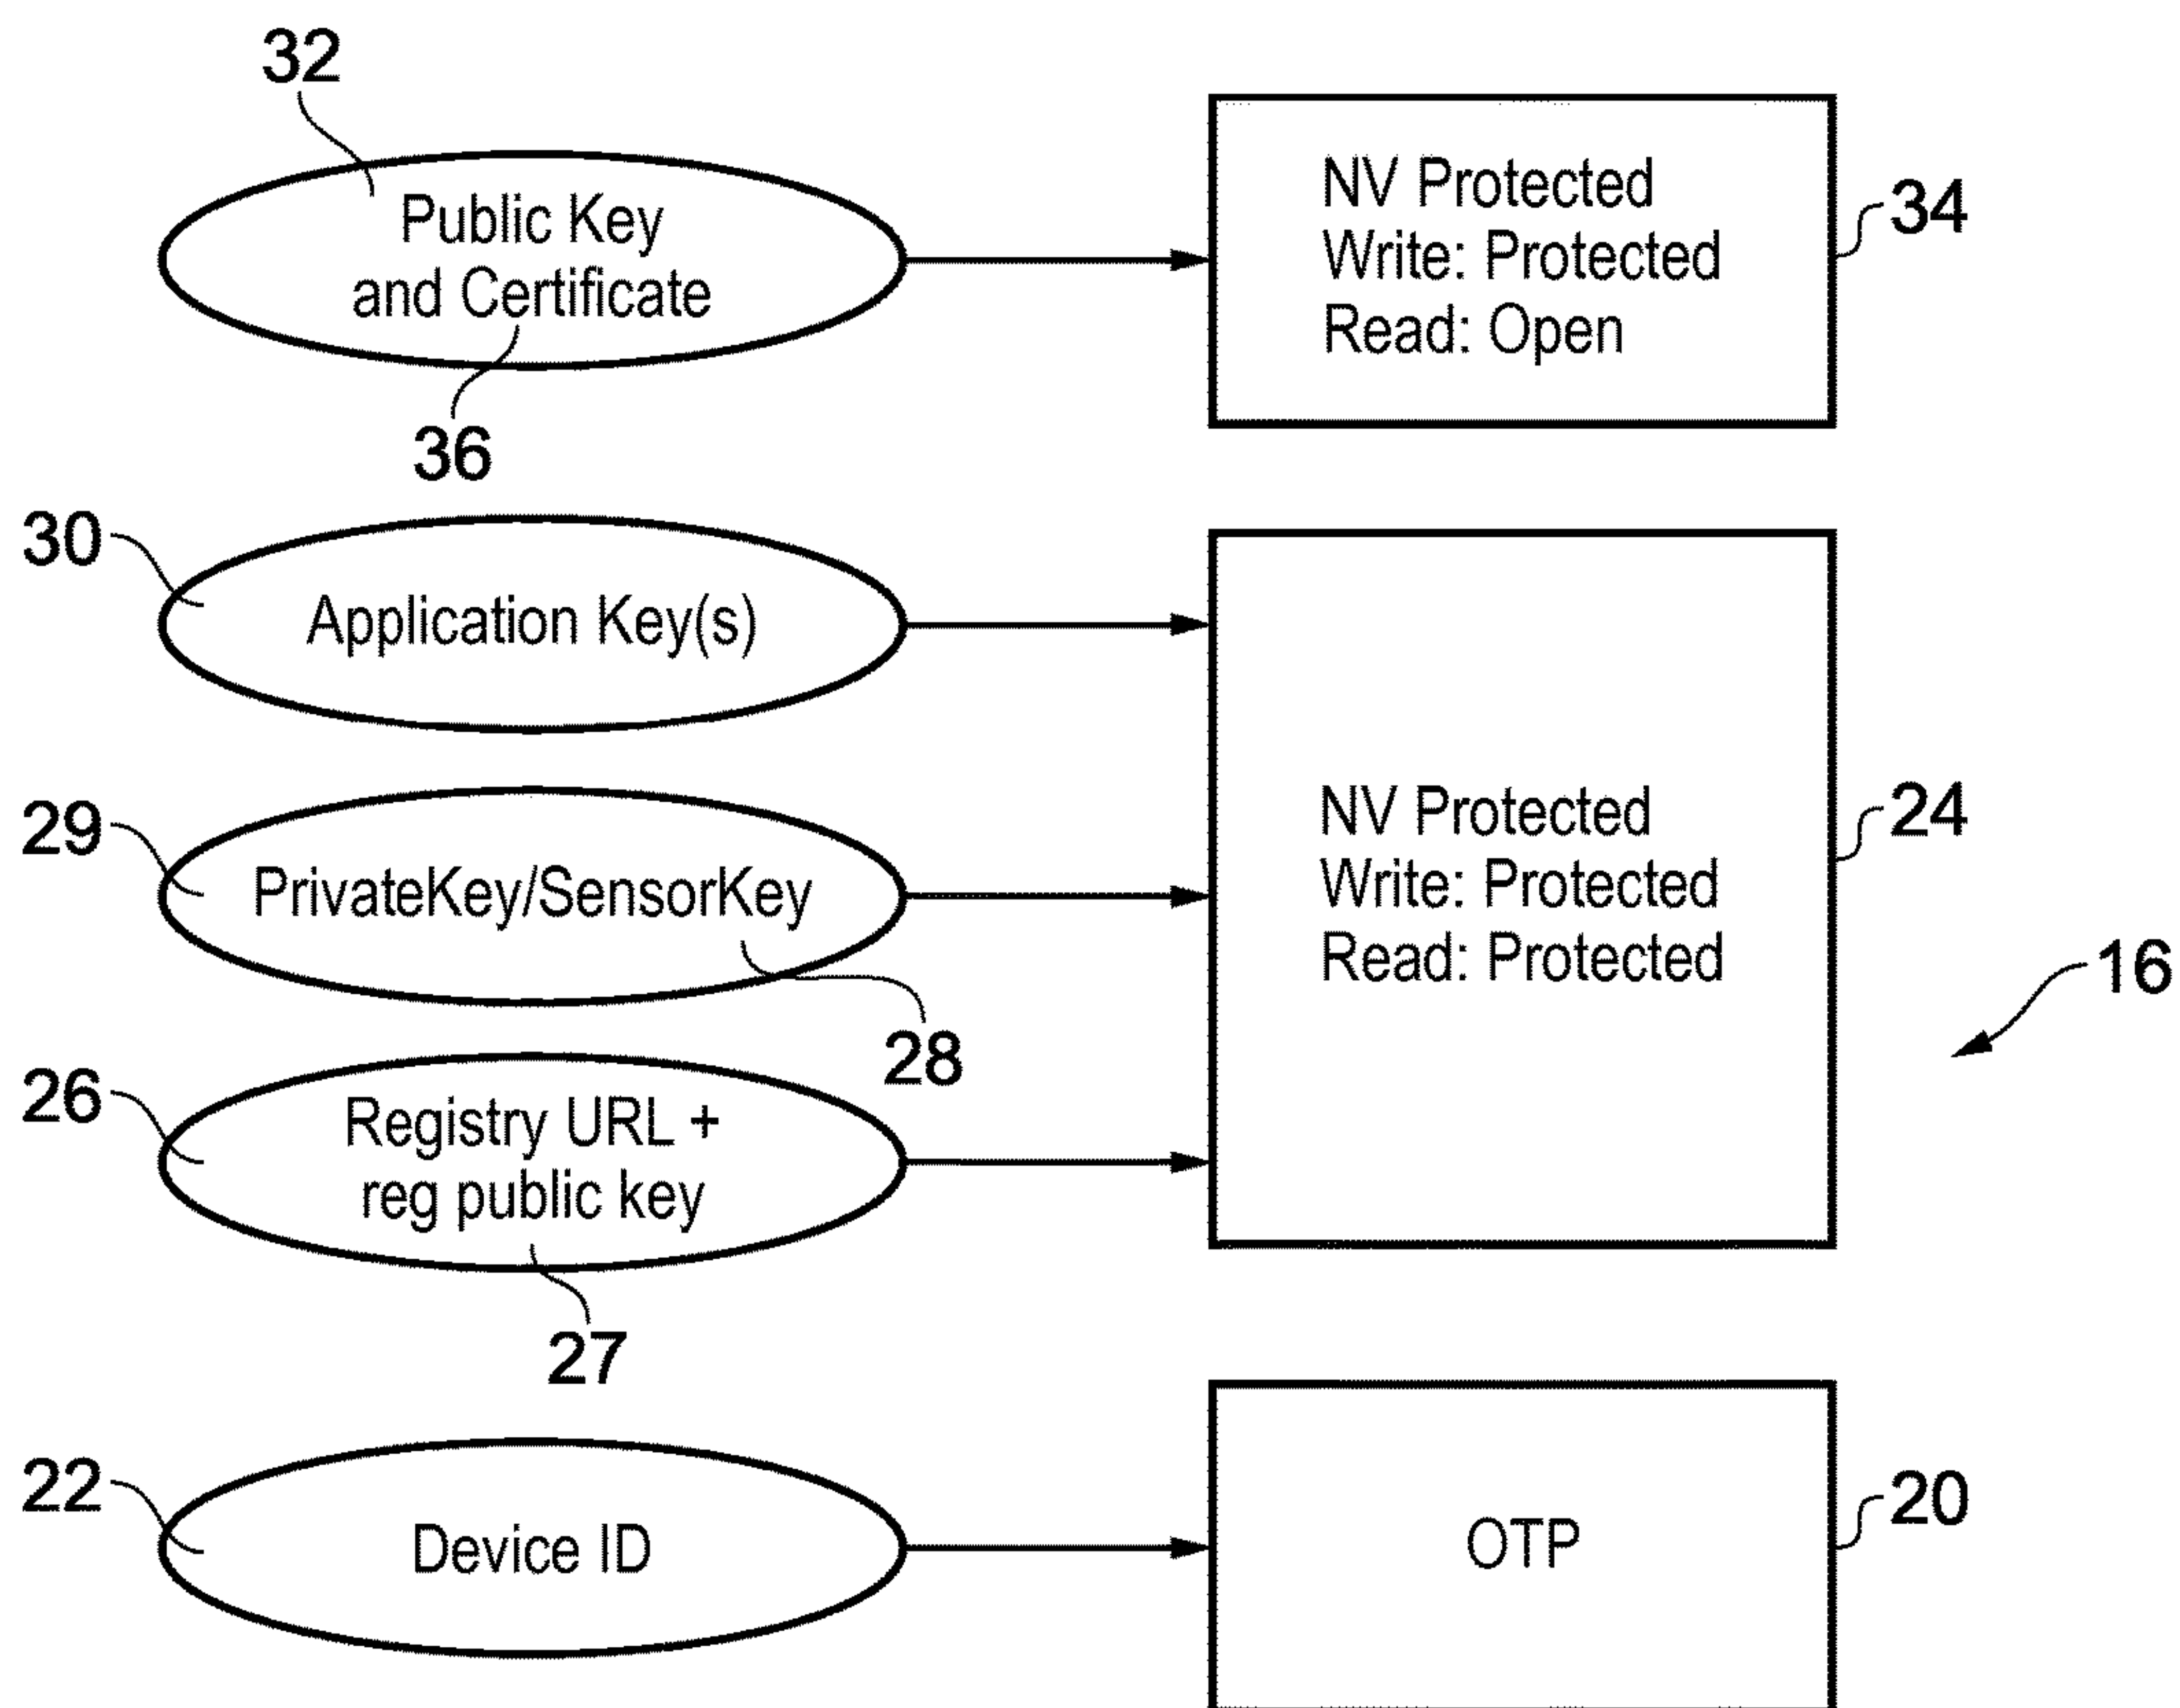 32
Public Key
and Certificate
36
NV Protected
Write: Protected
Read: Open
34
30
Application Key(s)
29
PrivateKey/SensorKey
28
NV Protected
Write: Protected
Read: Protected
24
16
26
Registry URL +
reg public key
27
22
Device ID
OTP
20